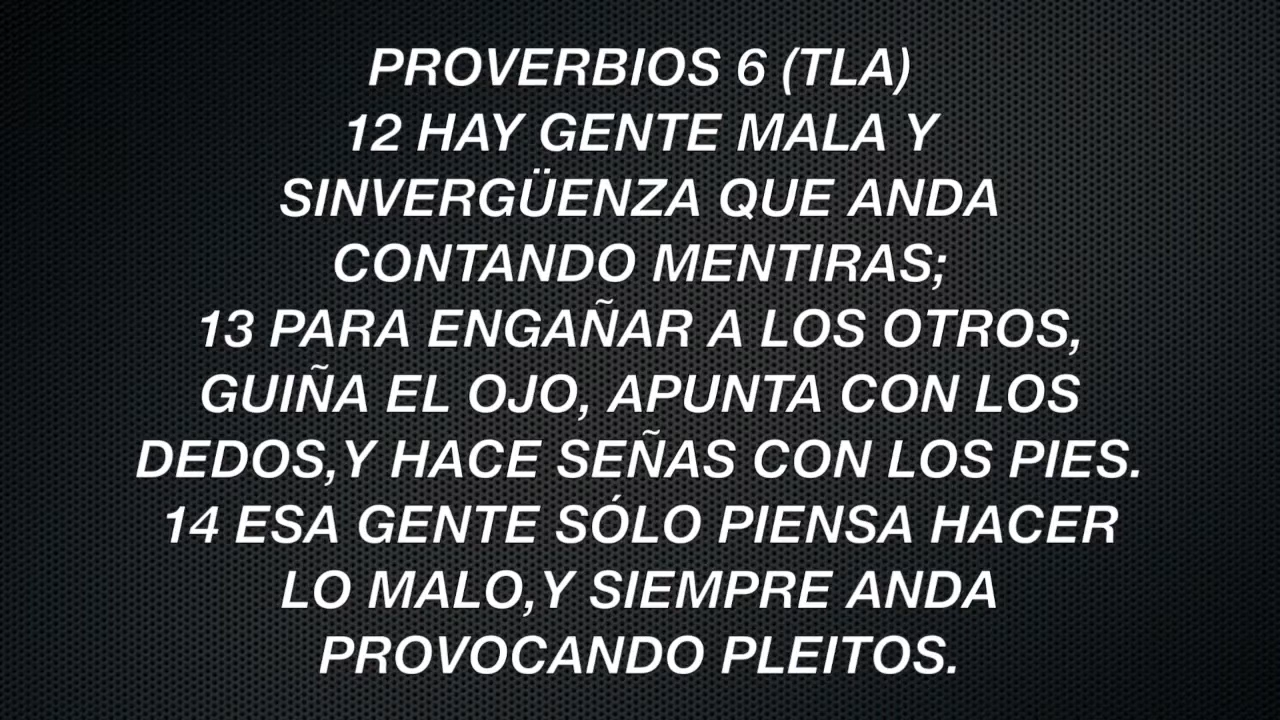 PROVERBIOS 6 (TLA)
12 HAY GENTE MALA Y
SINVERGÜENZA QUE ANDA
CONTANDO MENTIRAS;
13 PARA ENGAÑAR A LOS OTROS,
GUIÑA EL OJO, APUNTA CON LOS
DEDOS,Y HACE SEÑAS CON LOS PIES.
14 ESA GENTE SÓLO PIENSA HACER
LO MALO,Y SIEMPRE ANDA
PROVOCANDO PLEITOS.